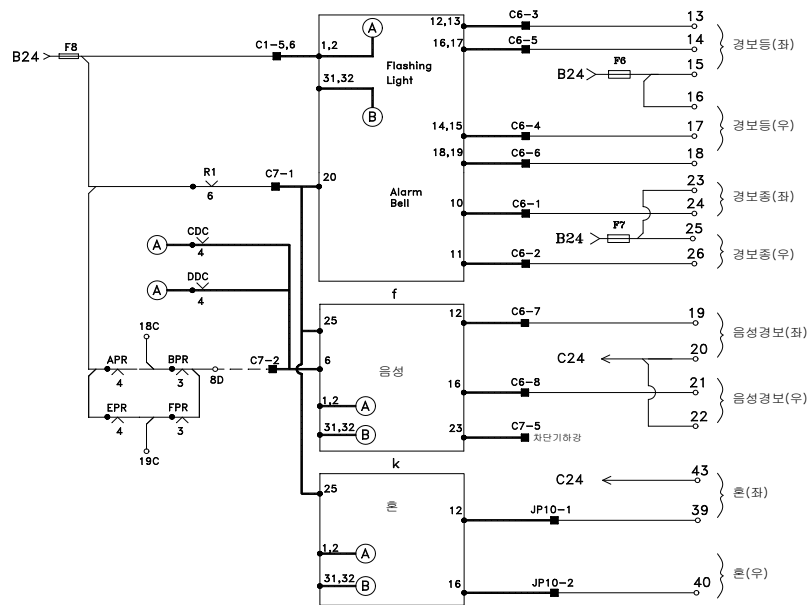 12,13 C6-3 13
F8 A 경보등(좌)
B24 C1-5,6 1,2 16,17 C6-5 14
Flashing Light F6 15
B24
31,32 16
B 경보등(우)
14,15 C6-4 17
18,19 C6-6 18
R1 C7-1 20 23
6 Alarm Bell 경보종(좌)
10 C6-1 24
F7 25
CDC B24
A 4 경보종(우)
11 C6-2 26
DDC
A 4
f
12 C6-7 19
18C 25 음성경보(좌)
C24 20
APR BPR C7-2 6 음성
4 3 8D
16 C6-8 21
1,2 A 음성경보(우)
EPR FPR 22
4 3 31,32 B 23 C7-5 차단기하강
19C k
43
25 C24
혼 혼(좌)
12 JP10-1 39
1,2 A
혼(우)
31,32 B 16 JP10-2 40